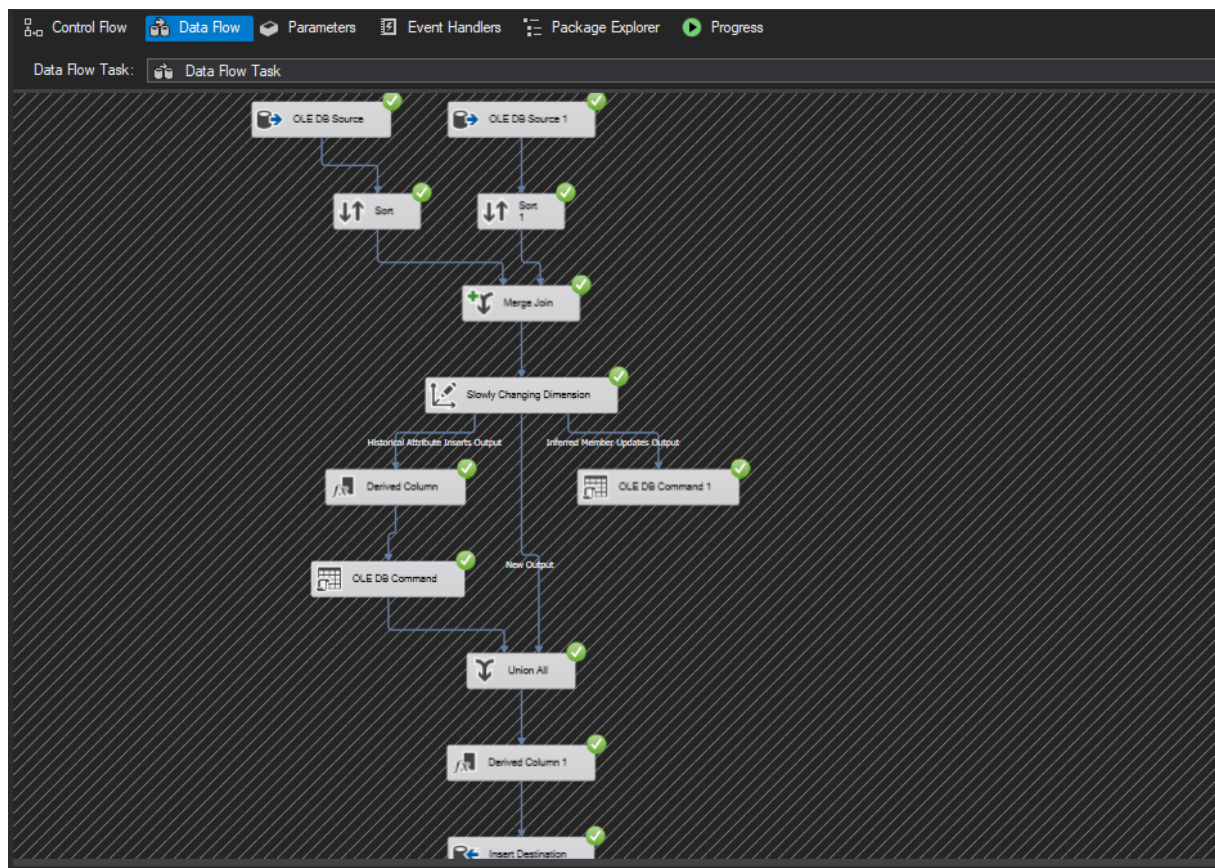 Control Flow
Data Flow
Parameters
Event Handlers
Package Explorer
Progress
Data Flow Task:
Data Flow Task
OLE DB Source
OLE DB Source 1
Sort
Sort
1
Merge Join
Slowly Changing Dimension
Historical Attribute Inserts Output
Inferred Member Updates Output
Derived Column
OLE DB Command 1
New Output
OLE DB Command
Union All
Derived Column 1
Insert Destination